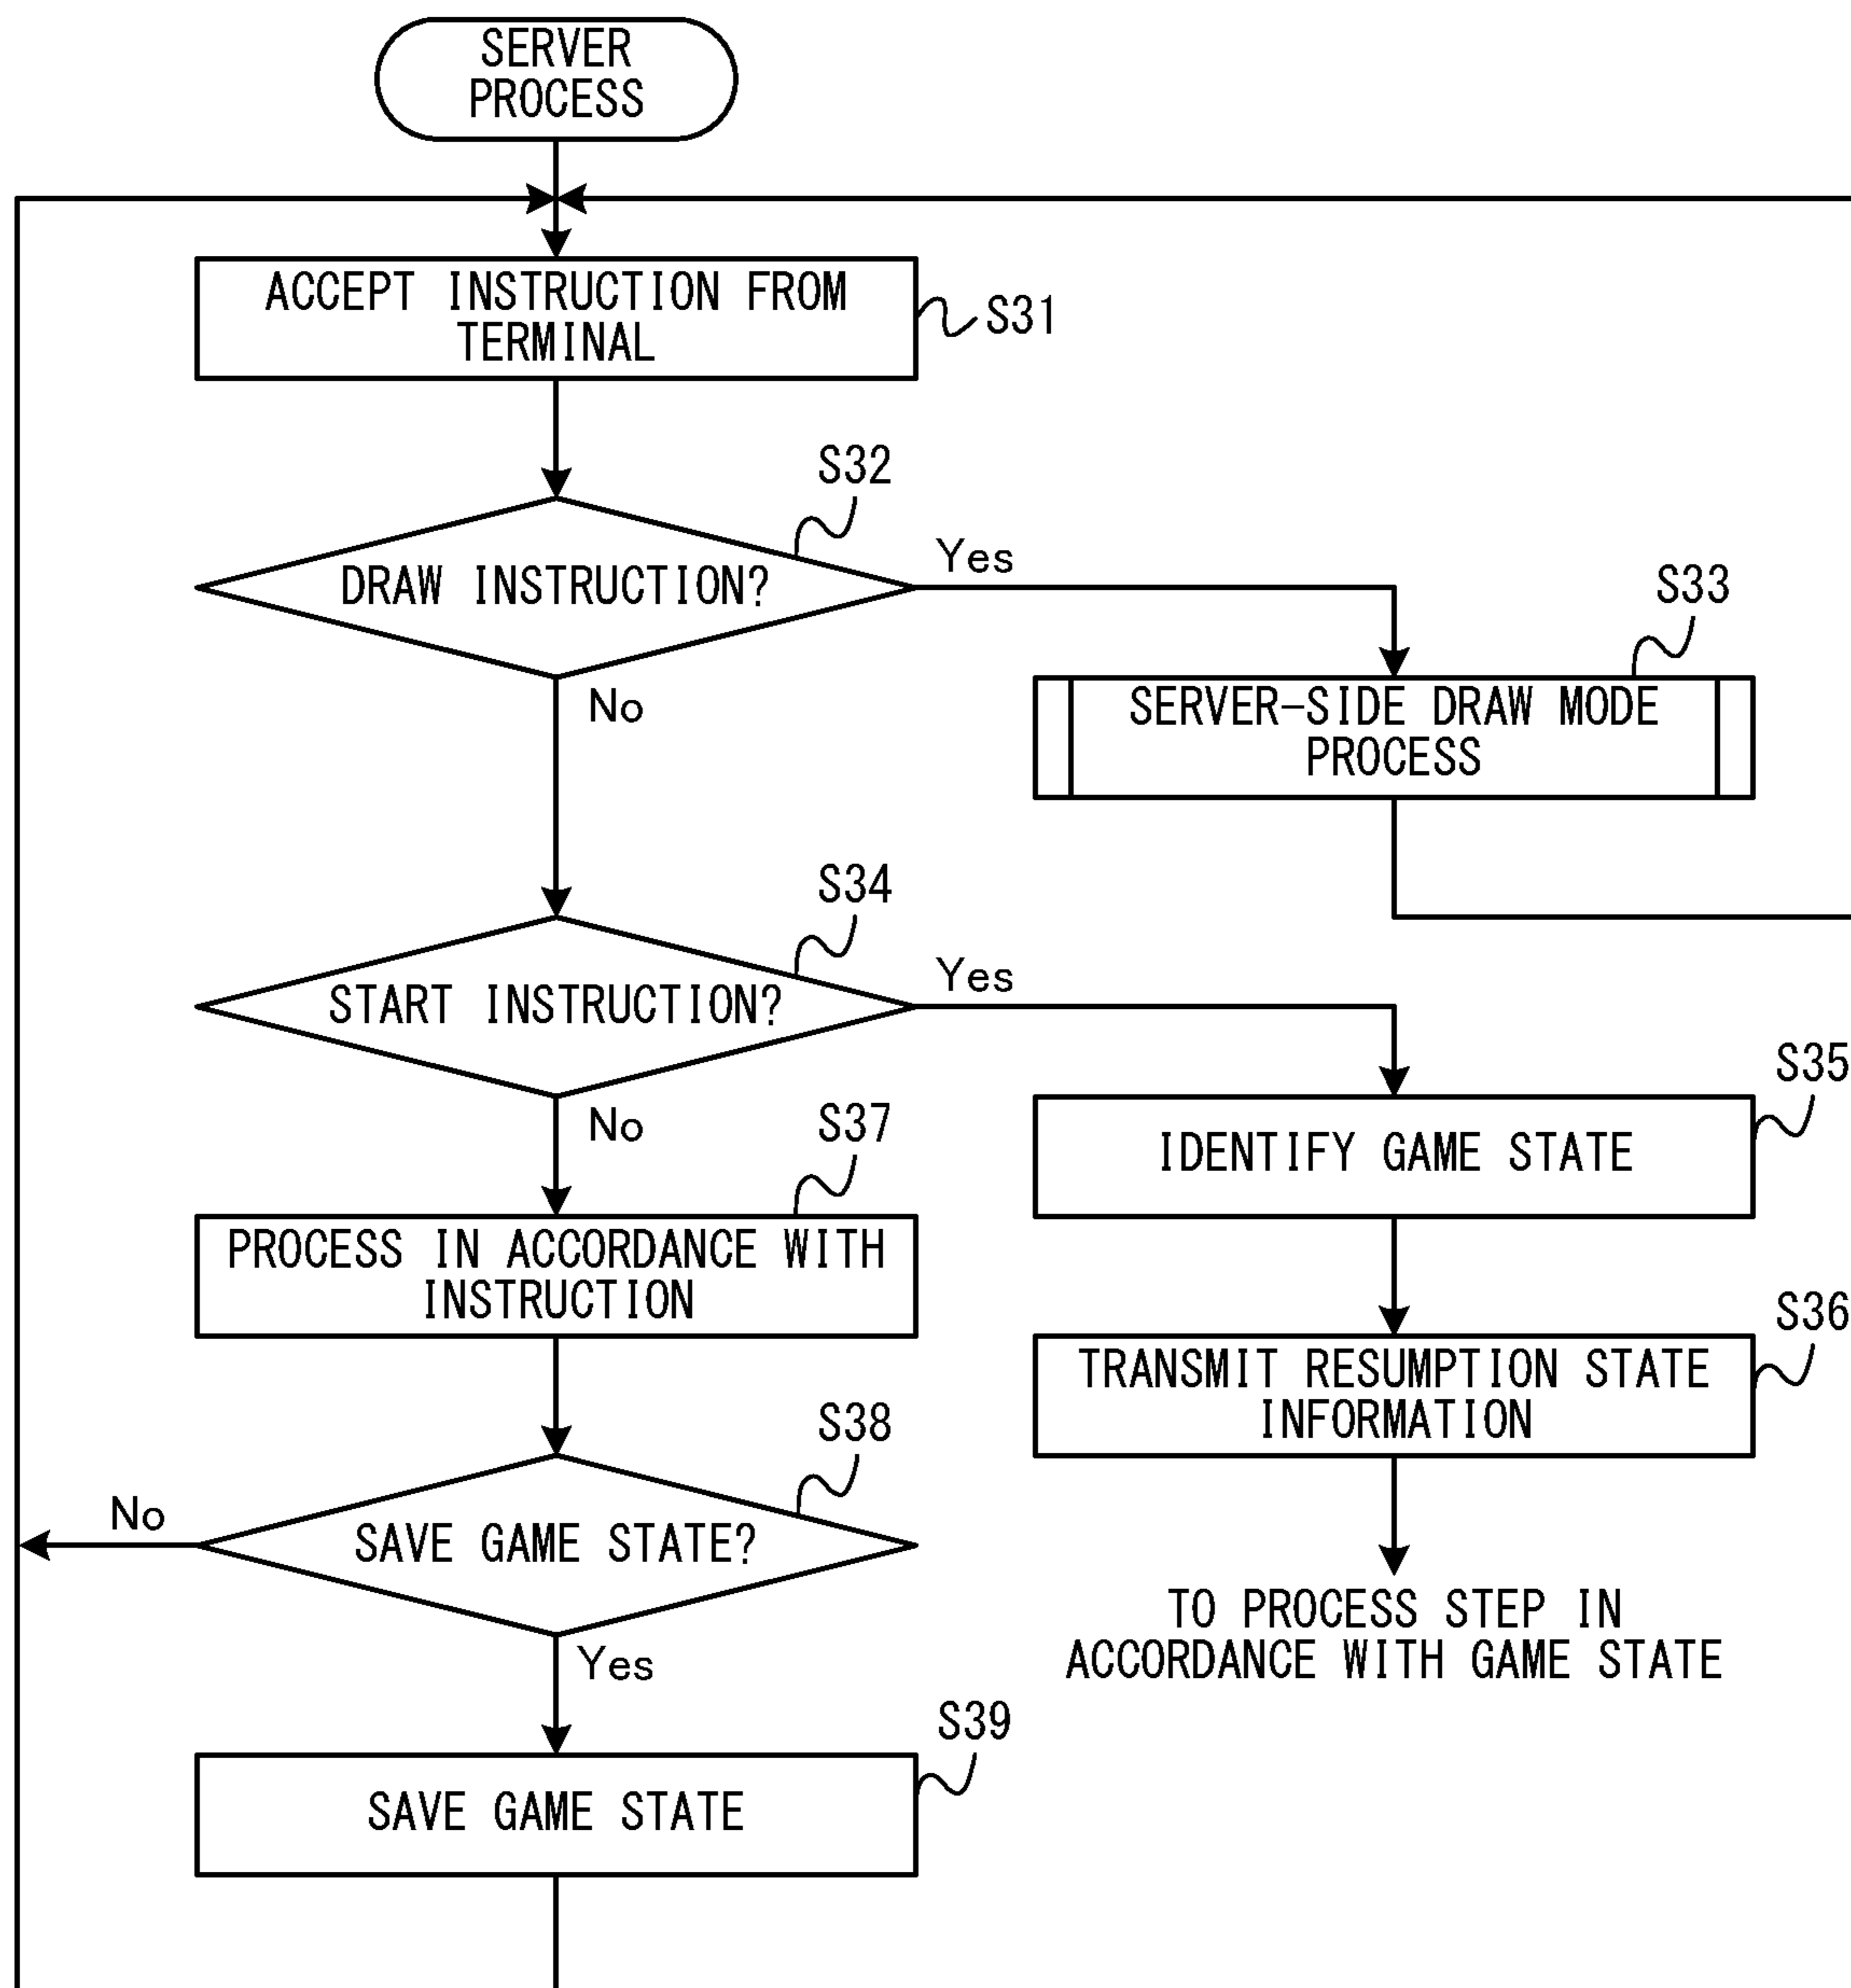 SERVER
PROCESS
ACCEPT INSTRUCTION FROM
TERMINAL
S31
S32
DRAW INSTRUCTION?
Yes
No
S33
SERVER-SIDE DRAW MODE
PROCESS
S34
START INSTRUCTION?
Yes
No
S35
IDENTIFY GAME STATE
S37
PROCESS IN ACCORDANCE WITH
INSTRUCTION
S36
TRANSMIT RESUMPTION STATE
INFORMATION
S38
SAVE GAME STATE?
No
Yes
TO PROCESS STEP IN
ACCORDANCE WITH GAME STATE
S39
SAVE GAME STATE